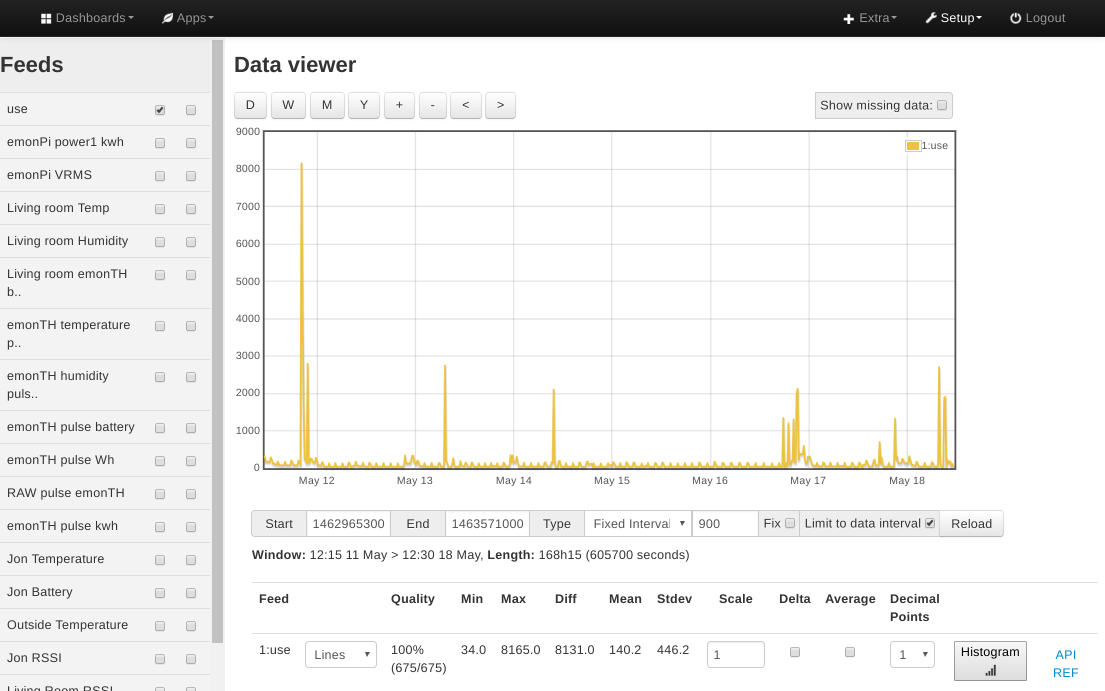 Dashboards Apps Extra Setup Logout
Feeds
use
emonPi power1 kwh
emonPi VRMS
Living room Temp
Living room Humidity
Living room emonTH
b..
emonTH temperature
p..
emonTH humidity
puls..
emonTH pulse battery
emonTH pulse Wh
RAW pulse emonTH
emonTH pulse kwh
Jon Temperature
Jon Battery
Outside Temperature
Jon RSSI
Living Room RSSI
Data viewer
D W M Y + - < >
Show missing data:
9000
8000
7000
6000
5000
4000
3000
2000
1000
0
1:use
May 12 May 13 May 14 May 15 May 16 May 17 May 18
Start 1462965300 End 1463571000 Type Fixed Interval 900 Fix Limit to data interval Reload
Window: 12:15 11 May > 12:30 18 May, Length: 168h15 (605700 seconds)
Feed Quality Min Max Diff Mean Stdev Scale Delta Average Decimal
Points
1:use Lines 100% 34.0 8165.0 8131.0 140.2 446.2 1 1 Histogram API
(675/675) REF